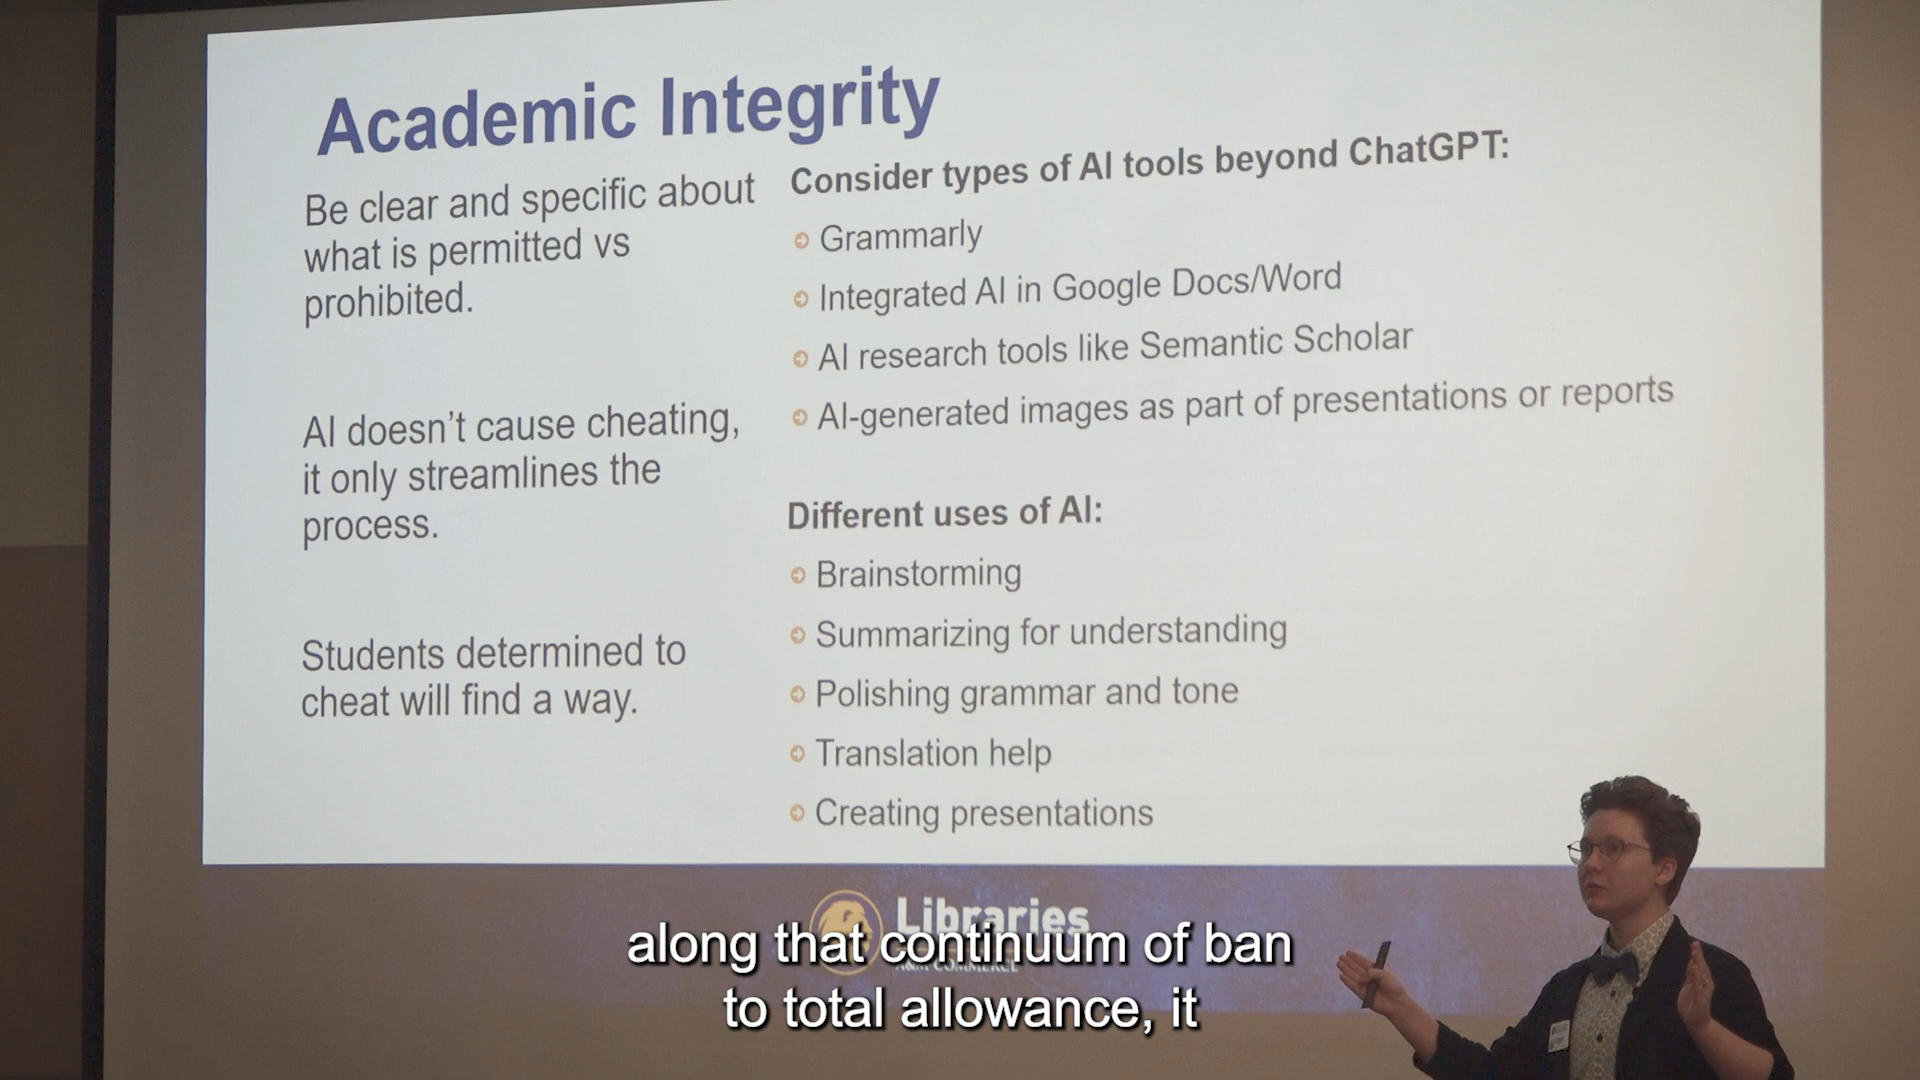 Academic Integrity
Be clear and specific about
what is permitted vs
prohibited.
AI doesn’t cause cheating,
it only streamlines the
process.
Students determined to
cheat will find a way.
Consider types of AI tools beyond ChatGPT:
Grammarly
Integrated AI in Google Docs/Word
AI research tools like Semantic Scholar
AI-generated images as part of presentations or reports
Different uses of AI:
Brainstorming
Summarizing for understanding
Polishing grammar and tone
Translation help
Creating presentations
Libraries
A&M-COMMERCE
along that continuum of ban
to total allowance, it